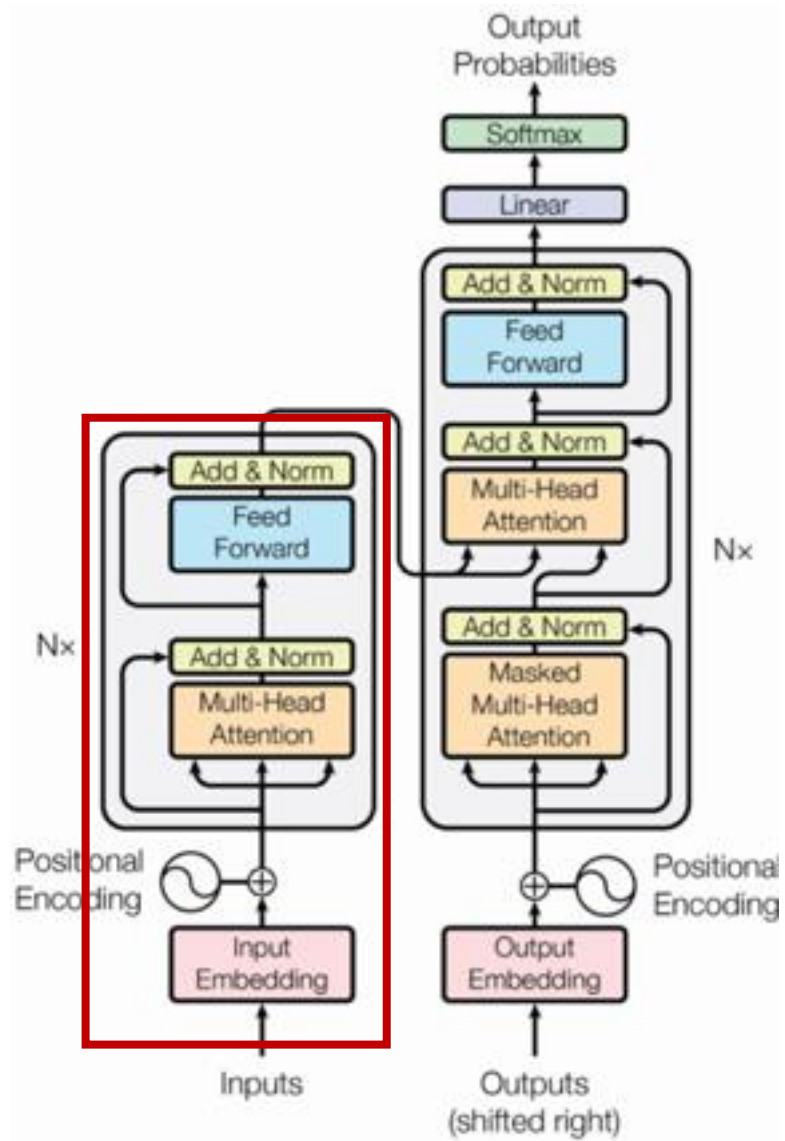 Output
Probabilities
Softmax
Linear
Add & Norm
Feed
Forward
Add & Norm
Multi-Head
Attention
Nx
Add & Norm
Masked
Multi-Head
Attention
Add & Norm
Feed
Forward
Nx
Add & Norm
Multi-Head
Attention
Positional
Encoding
Positional
Encoding
Input
Embedding
Output
Embedding
Inputs
Outputs
(shifted right)